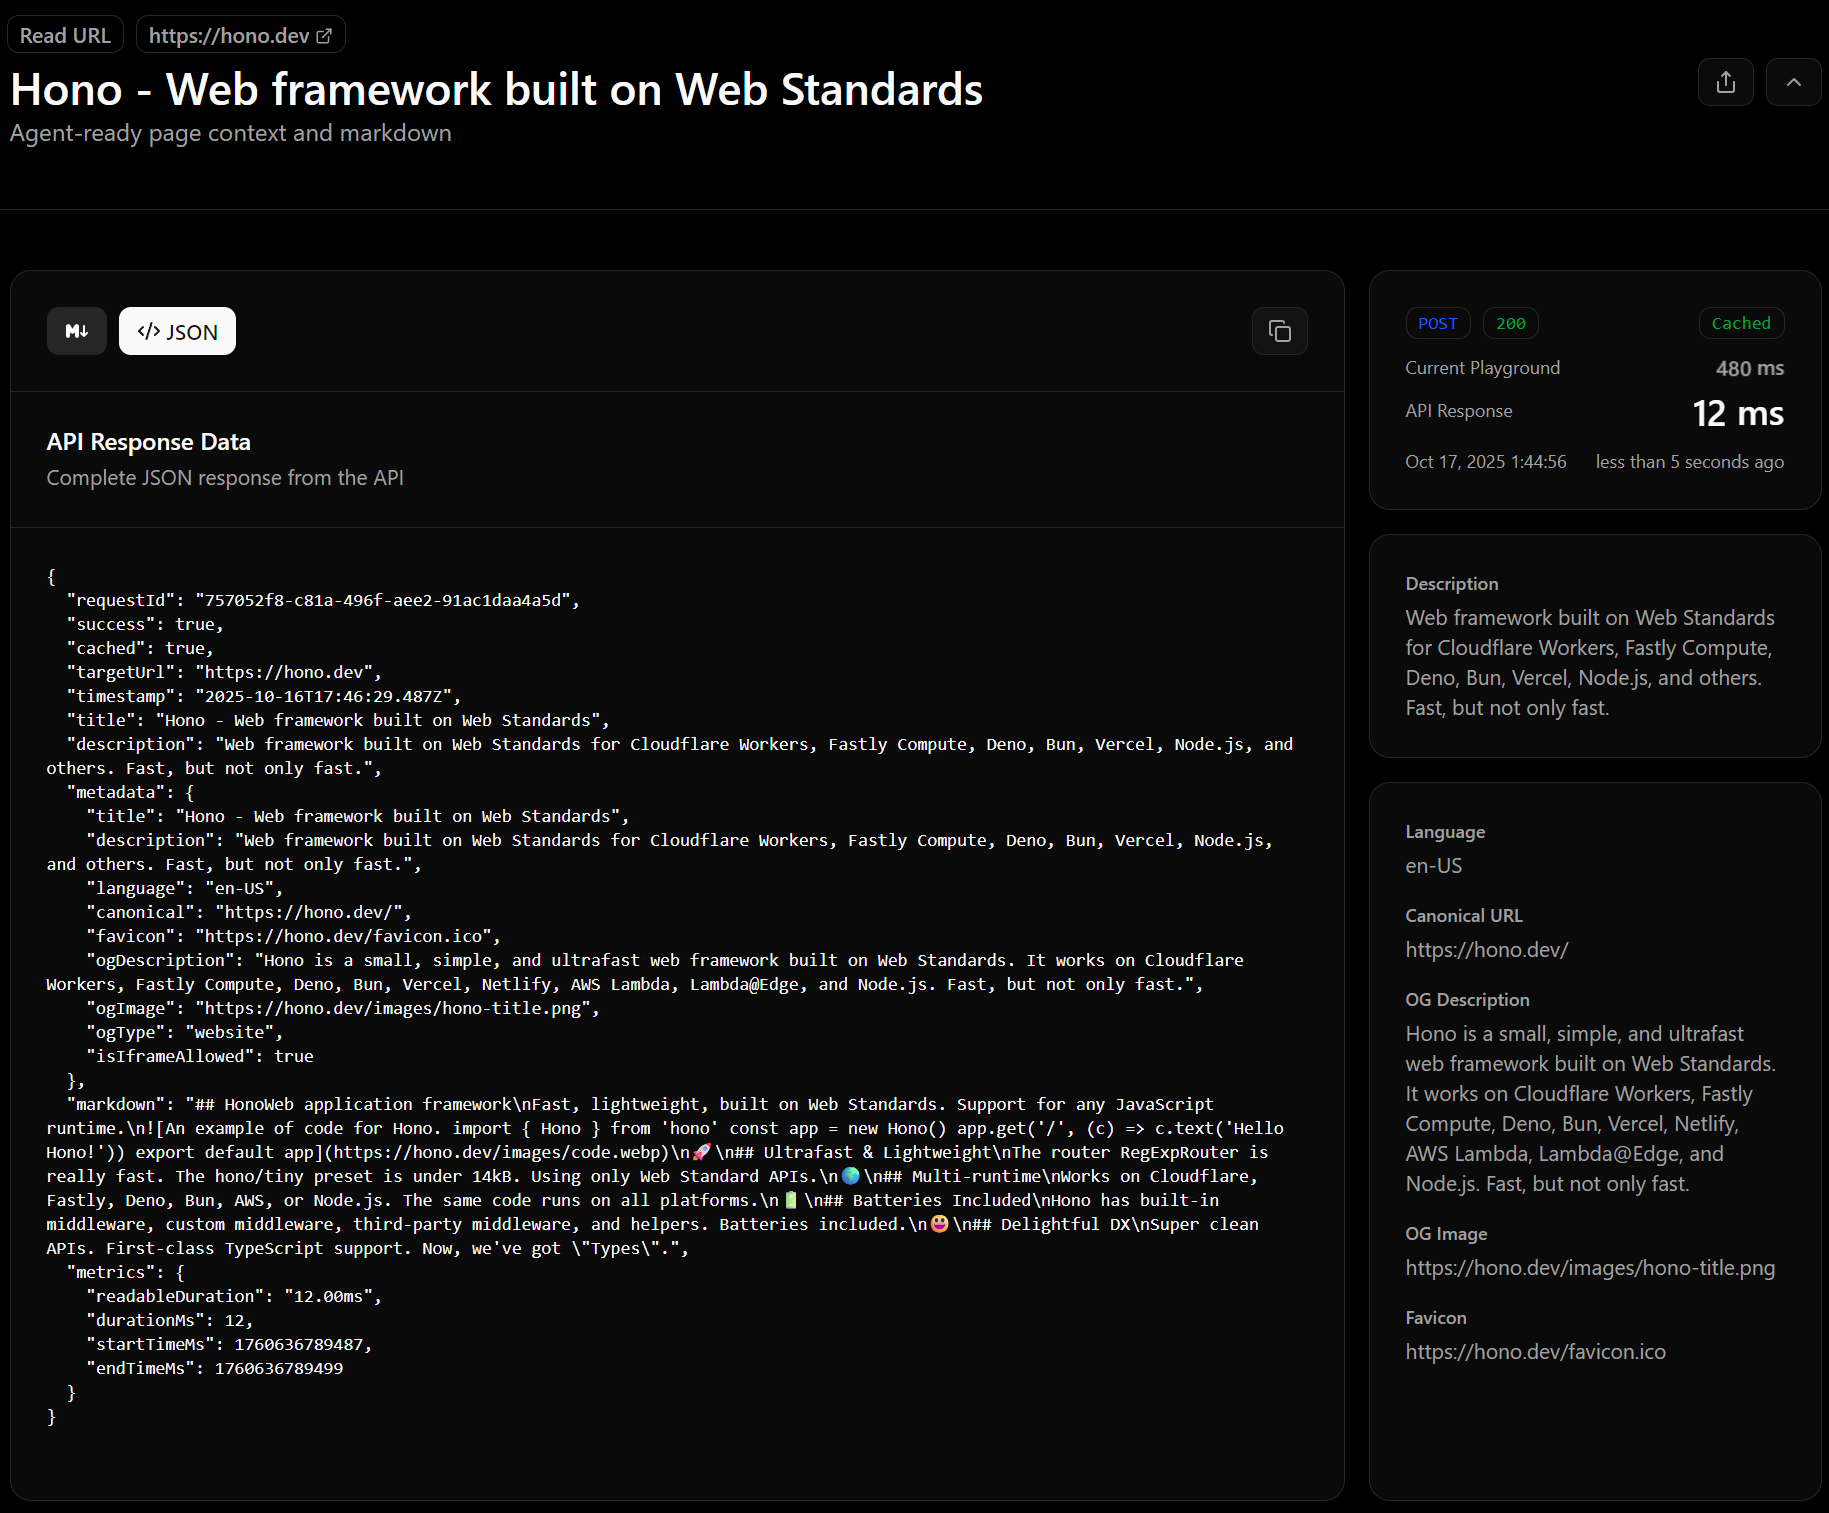 Read URL
https://hono.dev
Hono - Web framework built on Web Standards
Agent-ready page context and markdown
M↓
</> JSON
API Response Data
Complete JSON response from the API
{
  "requestId": "757052f8-c81a-496f-aee2-91ac1daa4a5d",
  "success": true,
  "cached": true,
  "targetUrl": "https://hono.dev",
  "timestamp": "2025-10-16T17:46:29.487Z",
  "title": "Hono - Web framework built on Web Standards",
  "description": "Web framework built on Web Standards for Cloudflare Workers, Fastly Compute, Deno, Bun, Vercel, Node.js, and
others. Fast, but not only fast.",
  "metadata": {
    "title": "Hono - Web framework built on Web Standards",
    "description": "Web framework built on Web Standards for Cloudflare Workers, Fastly Compute, Deno, Bun, Vercel, Node.js,
and others. Fast, but not only fast.",
    "language": "en-US",
    "canonical": "https://hono.dev/",
    "favicon": "https://hono.dev/favicon.ico",
    "ogDescription": "Hono is a small, simple, and ultrafast web framework built on Web Standards. It works on Cloudflare
Workers, Fastly Compute, Deno, Bun, Vercel, Netlify, AWS Lambda, Lambda@Edge, and Node.js. Fast, but not only fast.",
    "ogImage": "https://hono.dev/images/hono-title.png",
    "ogType": "website",
    "isIframeAllowed": true
  },
  "markdown": "## HonoWeb application framework\nFast, lightweight, built on Web Standards. Support for any JavaScript
runtime.\n![An example of code for Hono. import { Hono } from 'hono' const app = new Hono() app.get('/', (c) => c.text('Hello
Hono!')) export default app](https://hono.dev/images/code.webp)\n🚀\n## Ultrafast & Lightweight\nThe router RegExpRouter is
really fast. The hono/tiny preset is under 14kB. Using only Web Standard APIs.\n🌍\n## Multi-runtime\nWorks on Cloudflare,
Fastly, Deno, Bun, AWS, or Node.js. The same code runs on all platforms.\n🔋\n## Batteries Included\nHono has built-in
middleware, custom middleware, third-party middleware, and helpers. Batteries included.\n😃\n## Delightful DX\nSuper clean
APIs. First-class TypeScript support. Now, we've got \"Types\".",
  "metrics": {
    "readableDuration": "12.00ms",
    "durationMs": 12,
    "startTimeMs": 1760636789487,
    "endTimeMs": 1760636789499
  }
}
POST 200 Cached
Current Playground 480 ms
API Response 12 ms
Oct 17, 2025 1:44:56 less than 5 seconds ago
Description
Web framework built on Web Standards
for Cloudflare Workers, Fastly Compute,
Deno, Bun, Vercel, Node.js, and others.
Fast, but not only fast.
Language
en-US
Canonical URL
https://hono.dev/
OG Description
Hono is a small, simple, and ultrafast
web framework built on Web Standards.
It works on Cloudflare Workers, Fastly
Compute, Deno, Bun, Vercel, Netlify,
AWS Lambda, Lambda@Edge, and
Node.js. Fast, but not only fast.
OG Image
https://hono.dev/images/hono-title.png
Favicon
https://hono.dev/favicon.ico